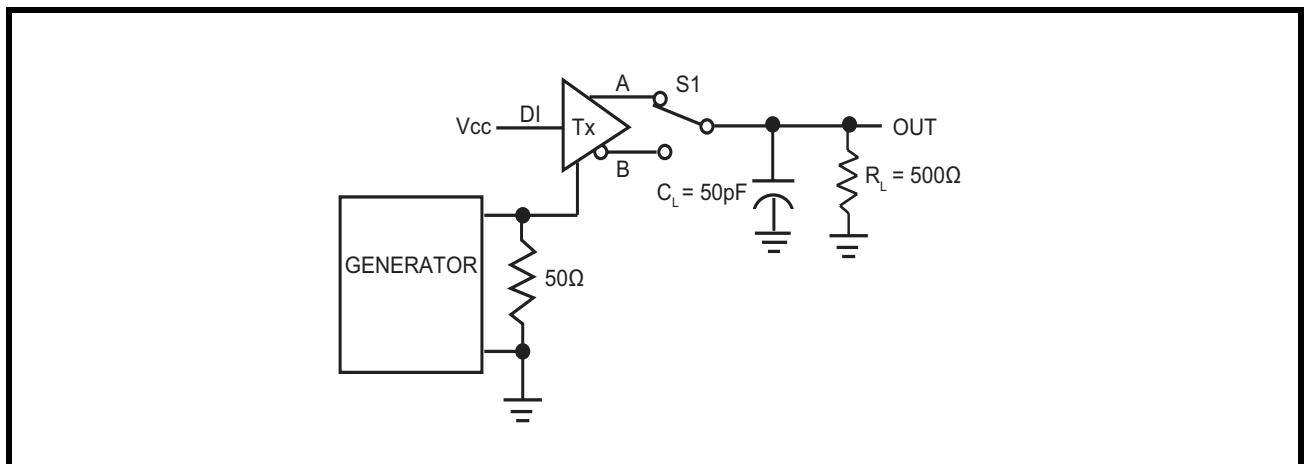 A
S1
DI
Vcc
Tx
OUT
B
C_L = 50pF
R_L = 500Ω
GENERATOR
50Ω